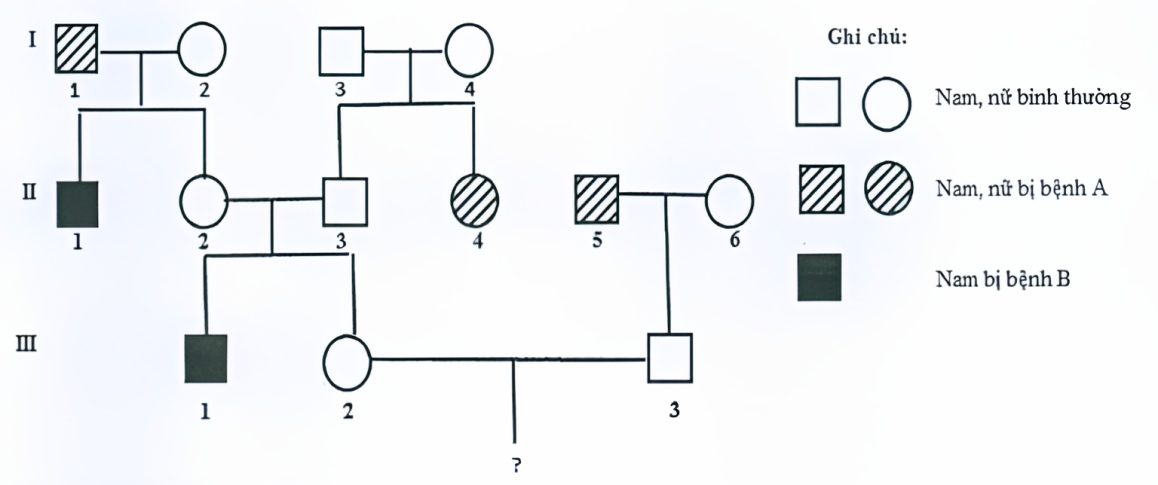 I
1
2
3
4
II
1
2
3
4
5
6
III
1
2
3
?
Ghi chú:
Nam, nữ bình thường
Nam, nữ bị bệnh A
Nam bị bệnh B